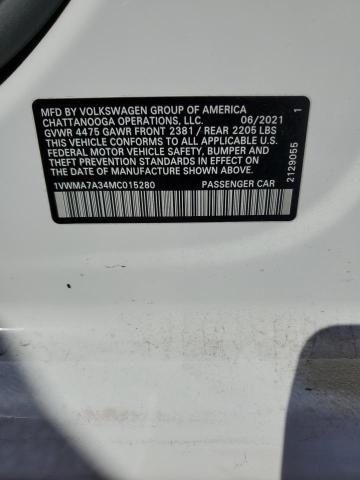 MFD BY VOLKSWAGEN GROUP OF AMERICA
CHATTANOOGA OPERATIONS, LLC. 06/2021
GVWR 4475 GAWR FRONT 2381 / REAR 2205 LBS
THIS VEHICLE CONFORMS TO ALL APPLICABLE
FEDERAL MOTOR VEHICLE SAFETY, BUMPER AND
THEFT PREVENTION STANDARDS IN EFFECT ON
THE DATE OF MANUFACTURE SHOWN ABOVE
1VWMA7A34MC015280 PASSENGER CAR
2129055 1